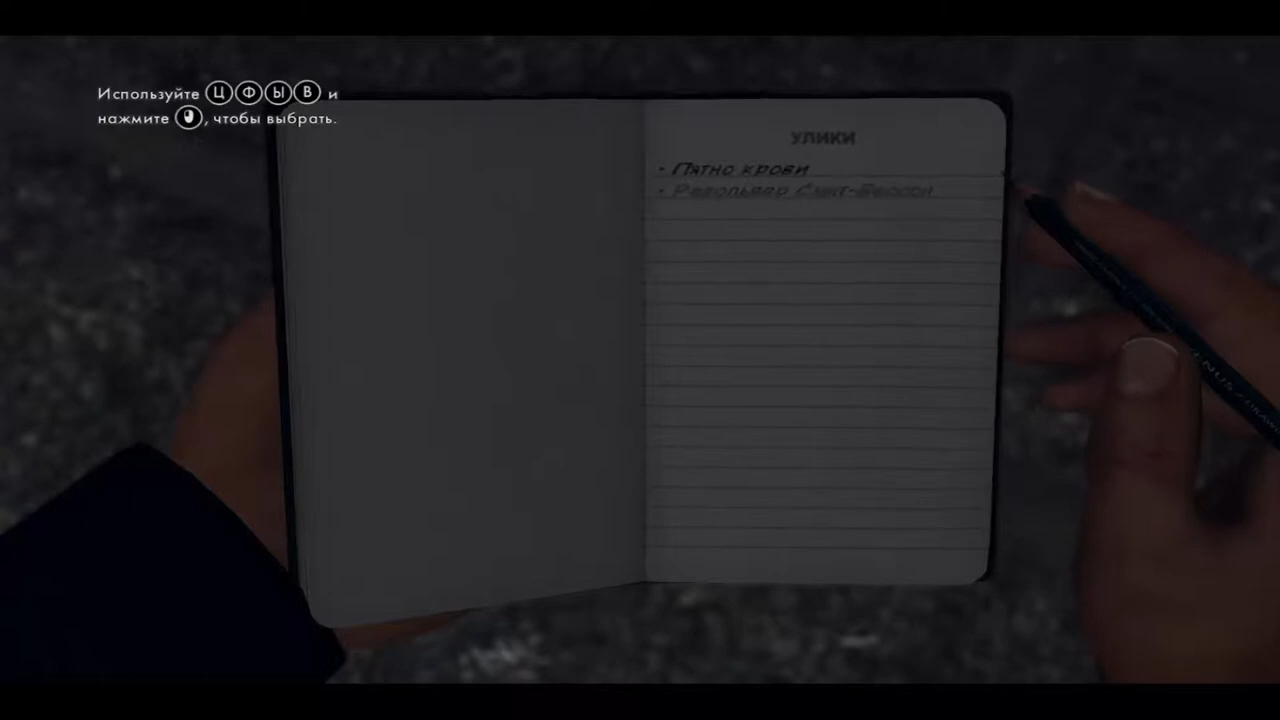 Используйте Ц Ф Ы В и
нажмите , чтобы выбрать.
УЛИКИ
- Пятно крови
- Револьвер Смит-Вессон